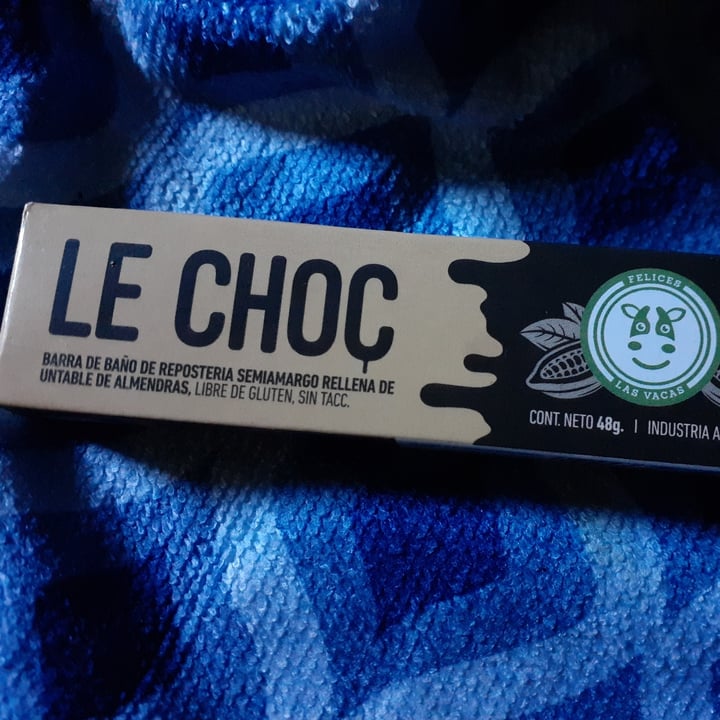 LE CHOÇ
BARRA DE BAÑO DE REPOSTERIA SEMIAMARGO RELLENA DE
UNTABLE DE ALMENDRAS, LIBRE DE GLUTEN, SIN TACC.
FELICES
LAS VACAS
CONT. NETO 48g. | INDUSTRIA A